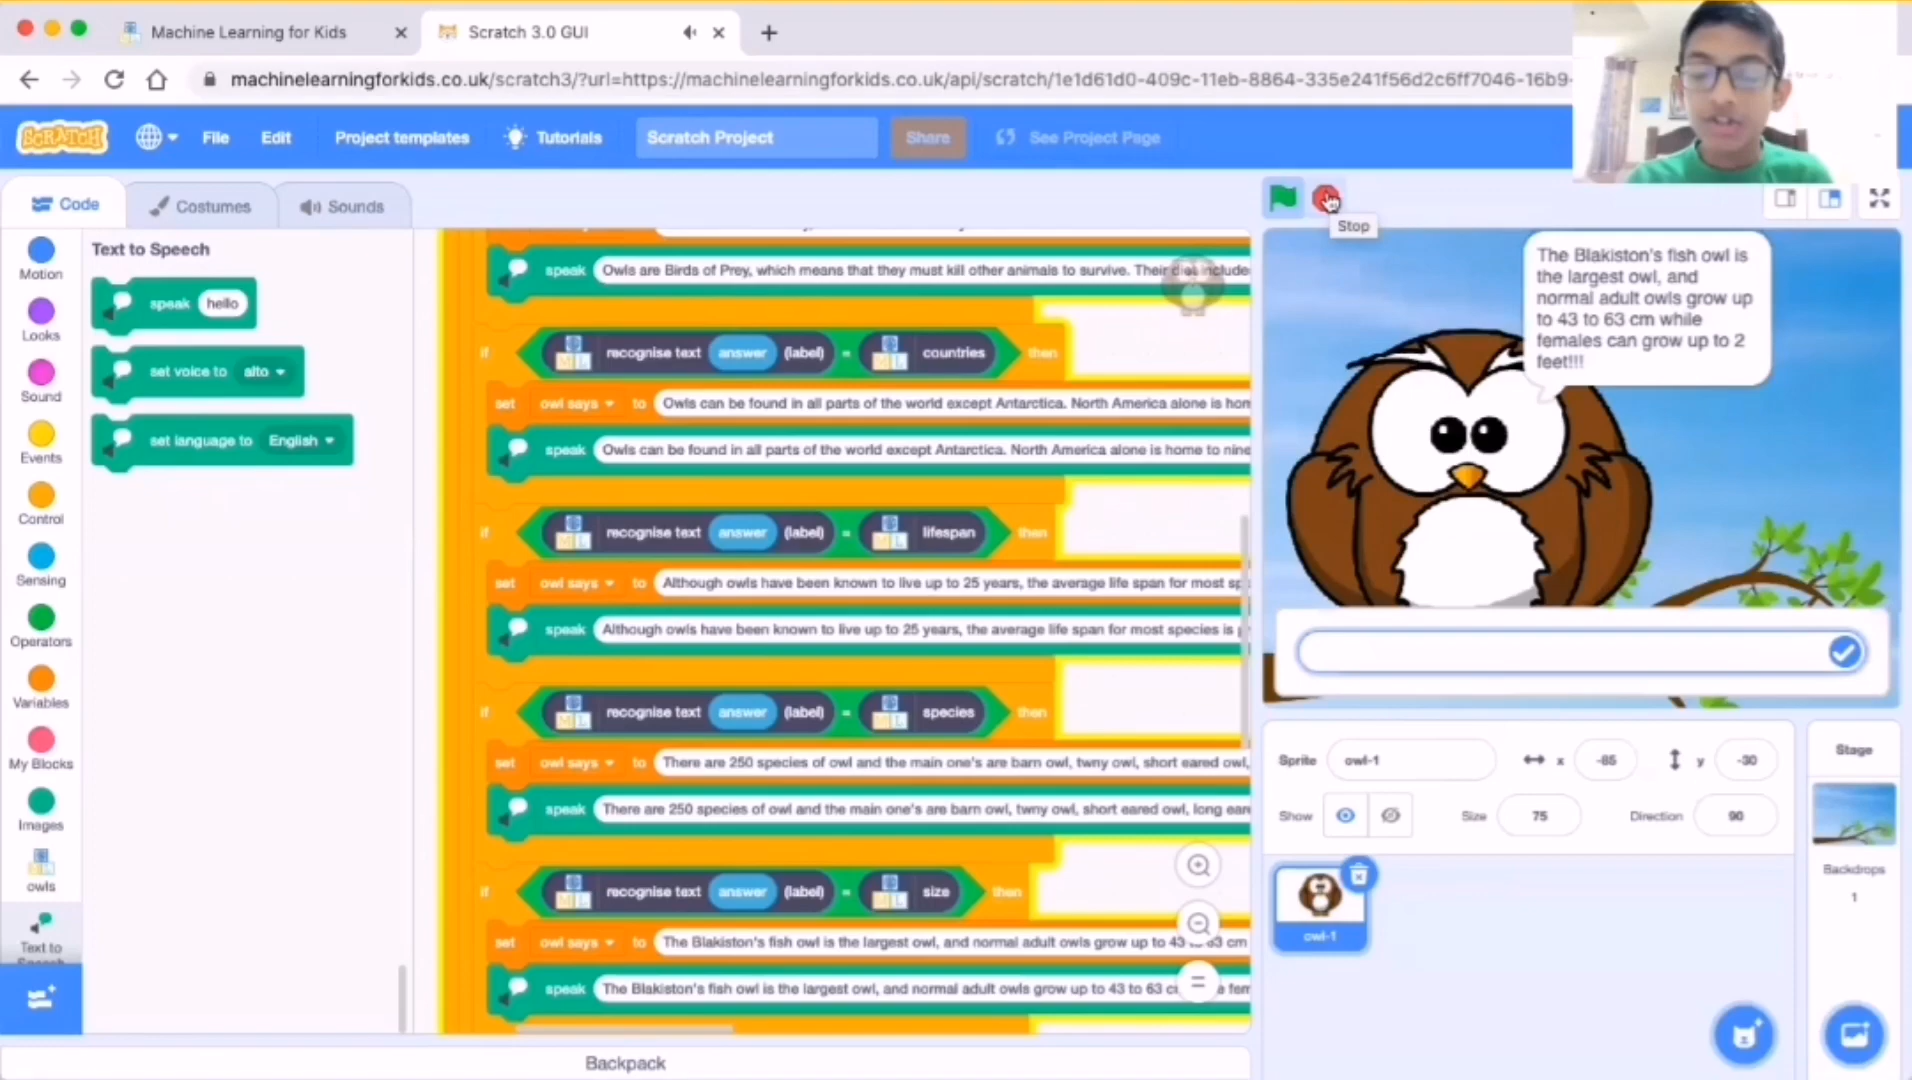 Machine Learning for Kids
Scratch 3.0 GUI
machinelearningforkids.co.uk/scratch3/?url=https://machinelearningforkids.co.uk/api/scratch/1e1d61d0-409c-11eb-8864-335e241f56d2c6ff7046-16b9-
SCRATCH
File
Edit
Project templates
Tutorials
Scratch Project
Share
See Project Page
Code
Costumes
Sounds
Stop
Motion
Looks
Sound
Events
Control
Sensing
Operators
Variables
My Blocks
Images
owls
Text to
Text to Speech
speak hello
set voice to alto
set language to English
speak Owls are Birds of Prey, which means that they must kill other animals to survive. Their diet include
if recognise text answer (label) = countries then
set owl says to Owls can be found in all parts of the world except Antarctica. North America alone is hom
speak Owls can be found in all parts of the world except Antarctica. North America alone is home to nine
if recognise text answer (label) = lifespan then
set owl says to Although owls have been known to live up to 25 years, the average life span for most sp
speak Although owls have been known to live up to 25 years, the average life span for most species is
if recognise text answer (label) = species then
set owl says to There are 250 species of owl and the main one's are barn owl, twny owl, short eared owl,
speak There are 250 species of owl and the main one's are barn owl, twny owl, short eared owl, long eare
if recognise text answer (label) = size then
set owl says to The Blakiston's fish owl is the largest owl, and normal adult owls grow up to 43 to 63 cm
speak The Blakiston's fish owl is the largest owl, and normal adult owls grow up to 43 to 63 c fem
Backpack
The Blakiston's fish owl is
the largest owl, and
normal adult owls grow up
to 43 to 63 cm while
females can grow up to 2
feet!!!
Sprite owl-1
x -85
y -30
Show
Size 75
Direction 90
owl-1
Stage
Backdrops
1